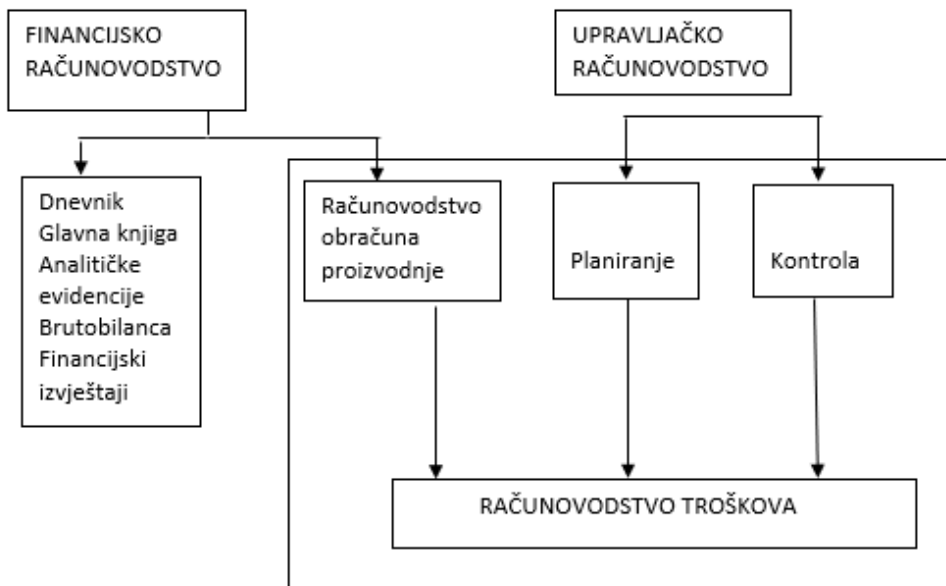 FINANCIJSKO
RAČUNOVODSTVO
UPRAVLJAČKO
RAČUNOVODSTVO
Dnevnik
Glavna knjiga
Analitičke
evidencije
Brutobilanca
Financijski
izvještaji
Računovodstvo
obračuna
proizvodnje
Planiranje
Kontrola
RAČUNOVODSTVO TROŠKOVA